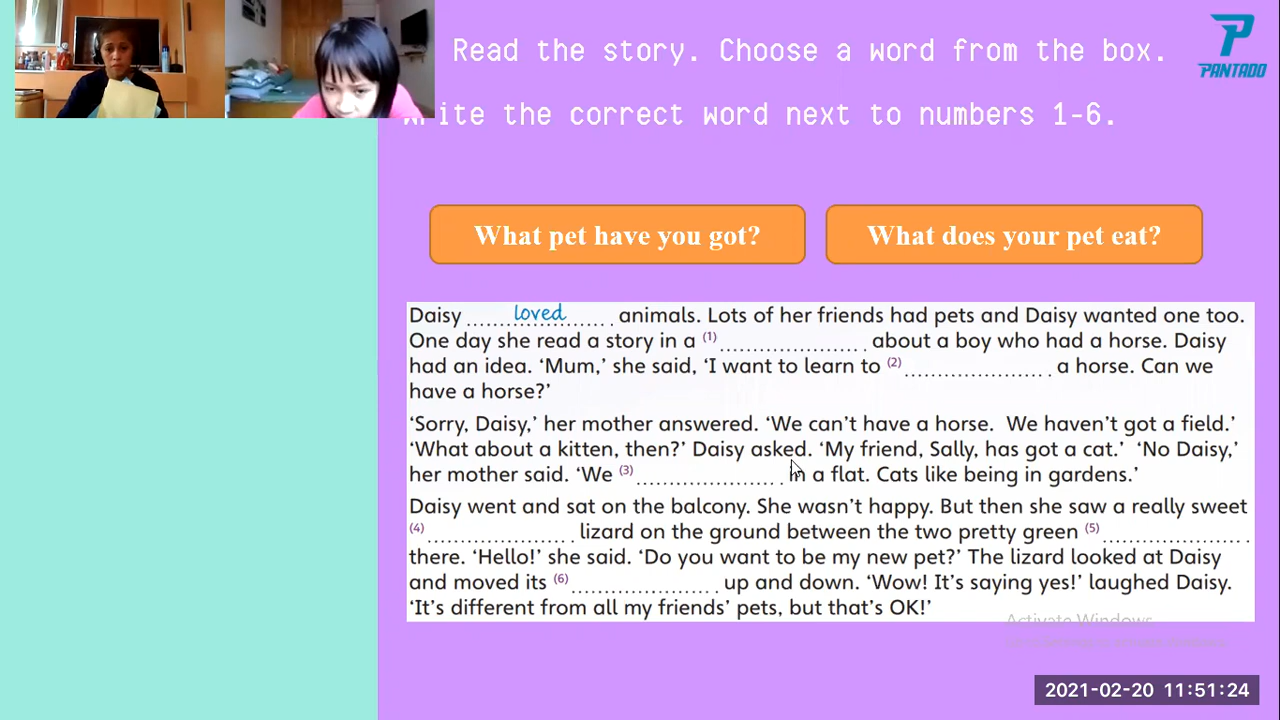 Read the story. Choose a word from the box.
PANTADO
Write the correct word next to numbers 1-6.
What pet have you got?
What does your pet eat?
Daisy loved animals. Lots of her friends had pets and Daisy wanted one too.
One day she read a story in a (1) ..................... about a boy who had a horse. Daisy
had an idea. ‘Mum,’ she said, ‘I want to learn to (2) ..................... a horse. Can we
have a horse?’
‘Sorry, Daisy,’ her mother answered. ‘We can’t have a horse. We haven’t got a field.’
‘What about a kitten, then?’ Daisy asked. ‘My friend, Sally, has got a cat.’ ‘No Daisy,’
her mother said. ‘We (3) ..................... in a flat. Cats like being in gardens.’
Daisy went and sat on the balcony. She wasn’t happy. But then she saw a really sweet
(4) ..................... lizard on the ground between the two pretty green (5) .....................
there. ‘Hello!’ she said. ‘Do you want to be my new pet?’ The lizard looked at Daisy
and moved its (6) ..................... up and down. ‘Wow! It’s saying yes!’ laughed Daisy.
‘It’s different from all my friends’ pets, but that’s OK!’
Activate Windows
2021-02-20 11:51:24